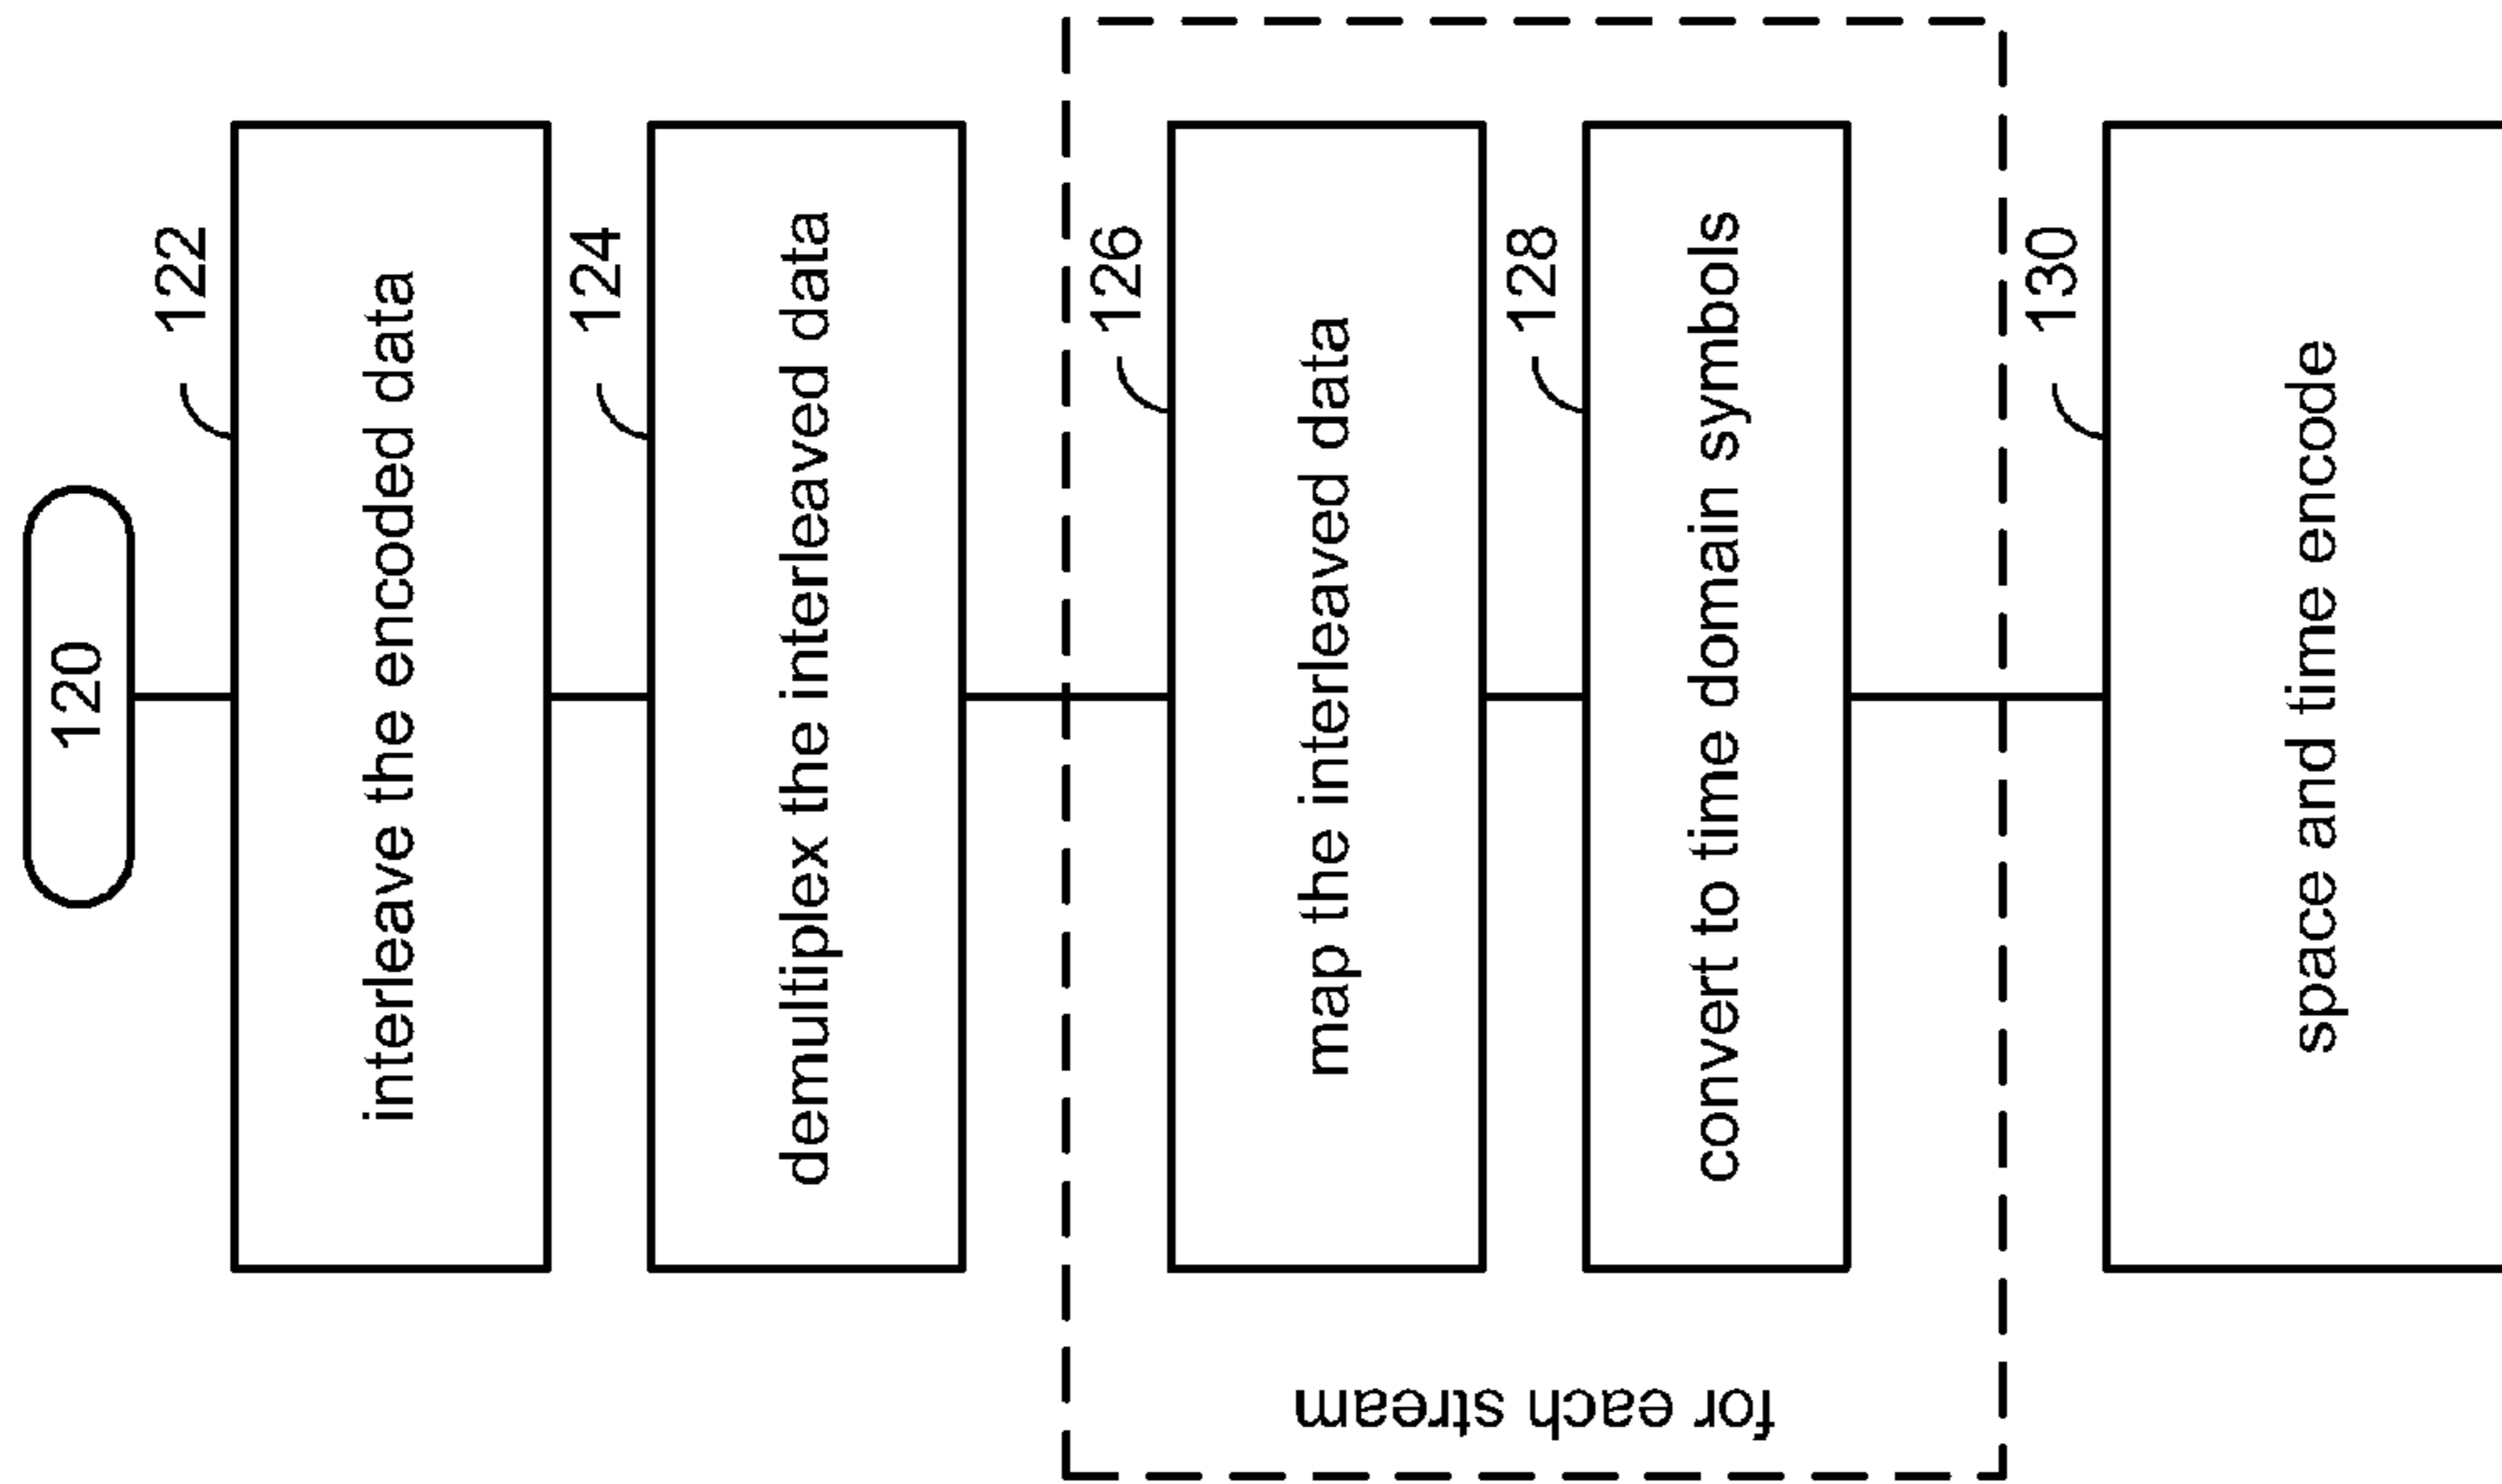 120
122
interleave the encoded data
124
demultiplex the interleaved data
for each stream
126
map the interleaved data
128
convert to time domain symbols
130
space and time encode